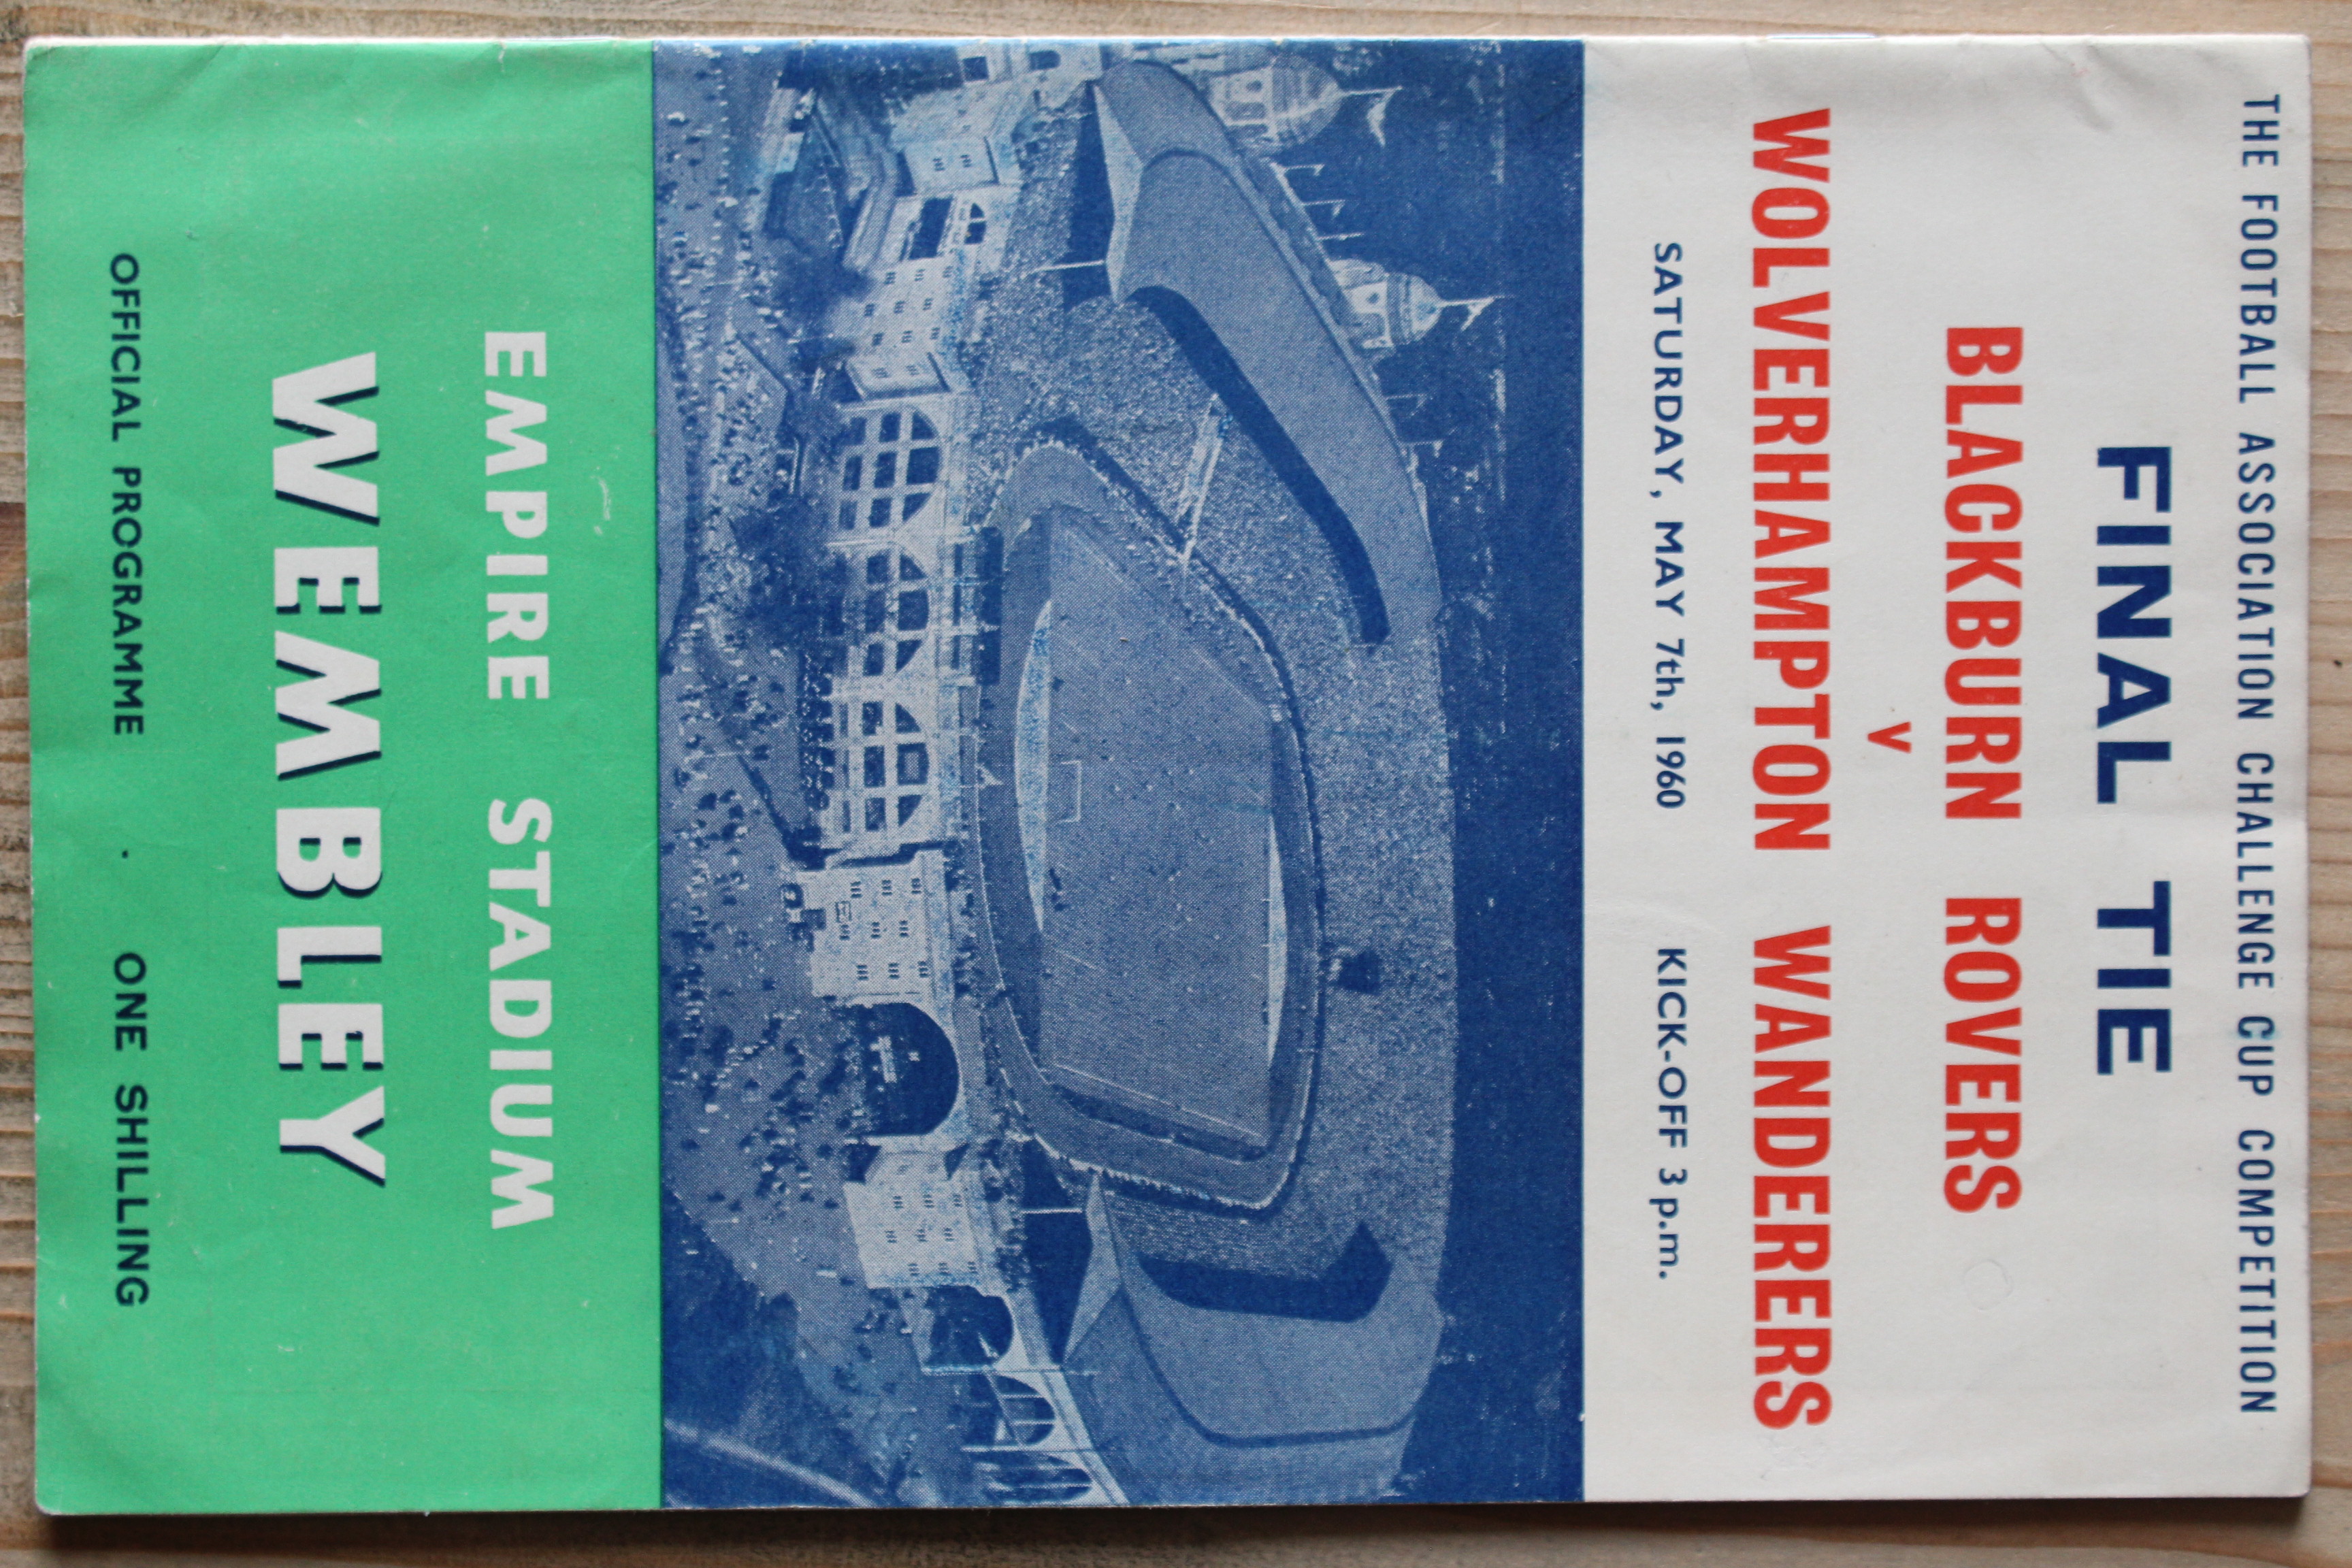 THE FOOTBALL ASSOCIATION CHALLENGE CUP COMPETITION
FINAL TIE
BLACKBURN ROVERS
v
WOLVERHAMPTON WANDERERS
SATURDAY, MAY 7th, 1960 KICK-OFF 3 p.m.
EMPIRE STADIUM
WEMBLEY
OFFICIAL PROGRAMME · ONE SHILLING